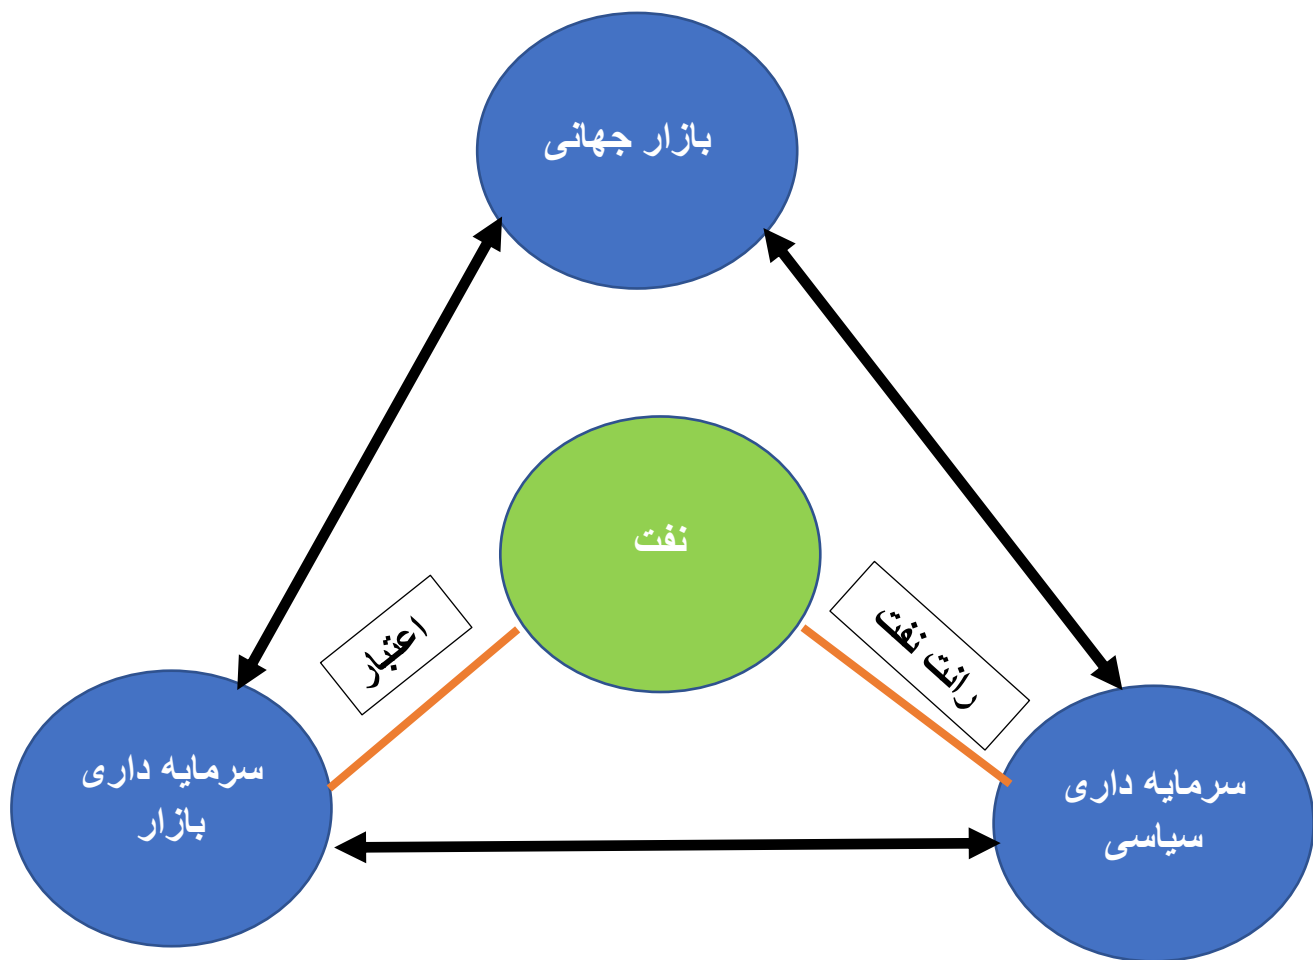 بازار جهانی
نفت
رانت نفت
اعتبار
سرمایه داری
سیاسی
سرمایه داری
بازار